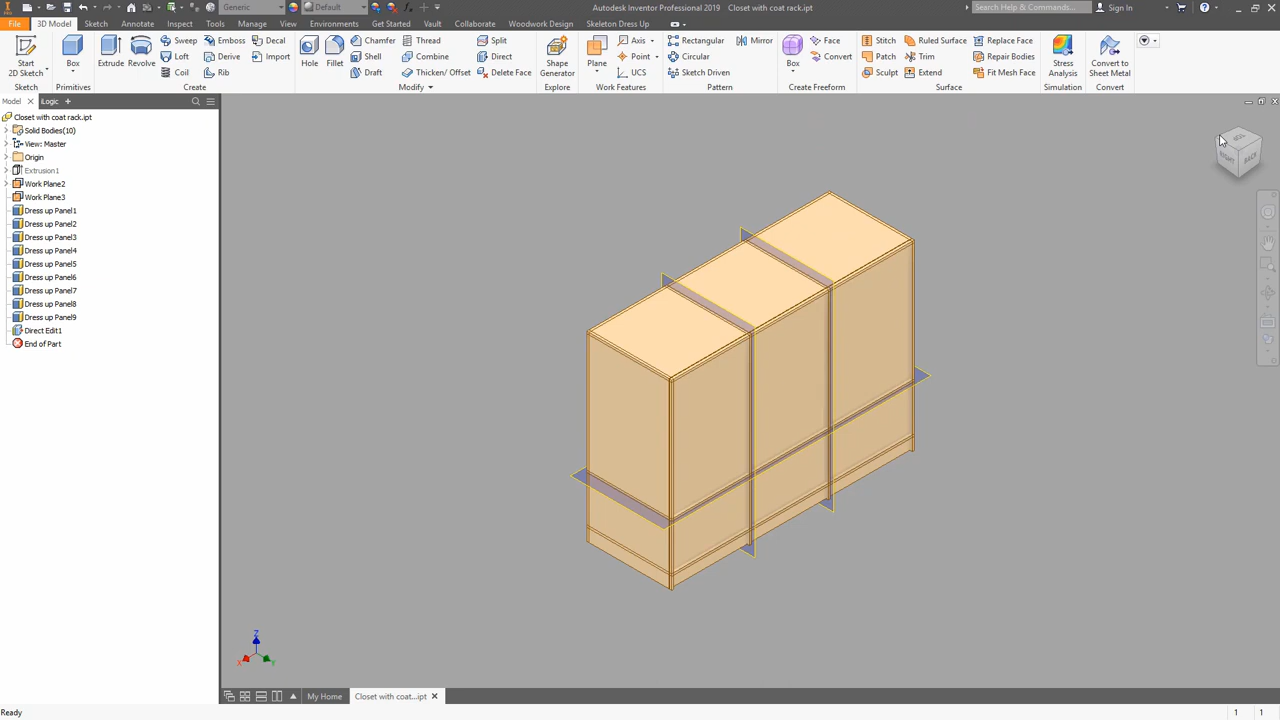 Generic
Default
Autodesk Inventor Professional 2019 Closet with coat rack.ipt
Search Help & Commands...
Sign In
File 3D Model Sketch Annotate Inspect Tools Manage View Environments Get Started Vault Collaborate Woodwork Design Skeleton Dress Up
Start
2D Sketch
Sketch
Box
Primitives
Extrude
Revolve
Sweep
Loft
Coil
Emboss
Derive
Rib
Decal
Import
Create
Hole
Fillet
Chamfer
Shell
Draft
Thread
Combine
Thicken/ Offset
Split
Direct
Delete Face
Modify
Shape
Generator
Explore
Plane
Axis
Point
UCS
Work Features
Rectangular
Circular
Sketch Driven
Mirror
Pattern
Box
Face
Convert
Create Freeform
Stitch
Patch
Sculpt
Ruled Surface
Trim
Extend
Replace Face
Repair Bodies
Fit Mesh Face
Surface
Stress
Analysis
Simulation
Convert to
Sheet Metal
Convert
Model
iLogic
Closet with coat rack.ipt
Solid Bodies(10)
View: Master
Origin
Extrusion1
Work Plane2
Work Plane3
Dress up Panel1
Dress up Panel2
Dress up Panel3
Dress up Panel4
Dress up Panel5
Dress up Panel6
Dress up Panel7
Dress up Panel8
Dress up Panel9
Direct Edit1
End of Part
TOP
RIGHT
BACK
Z
X
Y
My Home
Closet with coat...ipt
Ready
1 1